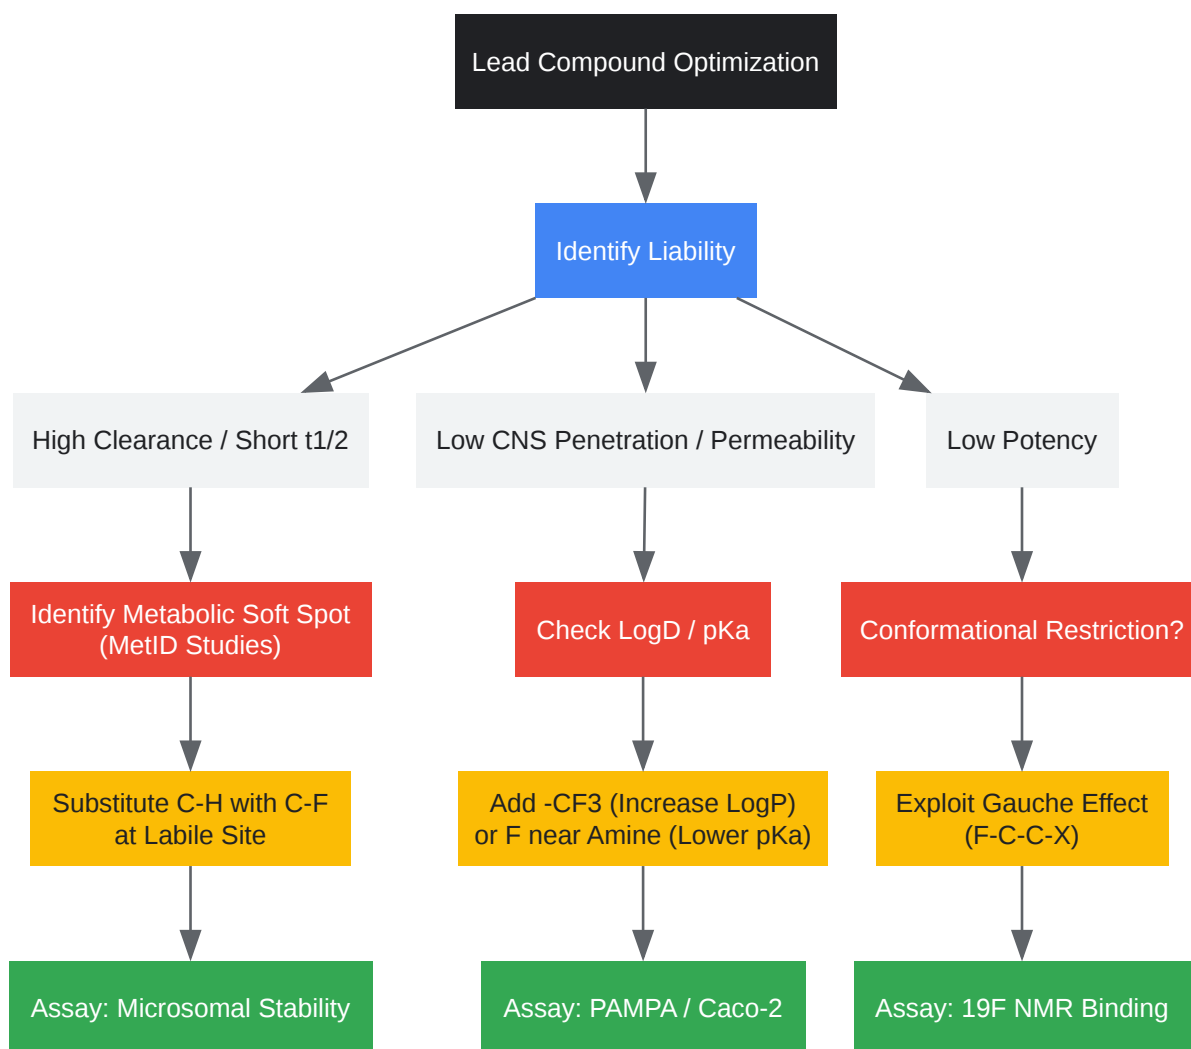 Lead Compound Optimization
Identify Liability
High Clearance / Short t1/2
Low CNS Penetration / Permeability
Low Potency
Identify Metabolic Soft Spot
(MetID Studies)
Check LogD / pKa
Conformational Restriction?
Substitute C-H with C-F
at Labile Site
Add -CF3 (Increase LogP)
or F near Amine (Lower pKa)
Exploit Gauche Effect
(F-C-C-X)
Assay: Microsomal Stability
Assay: PAMPA / Caco-2
Assay: 19F NMR Binding